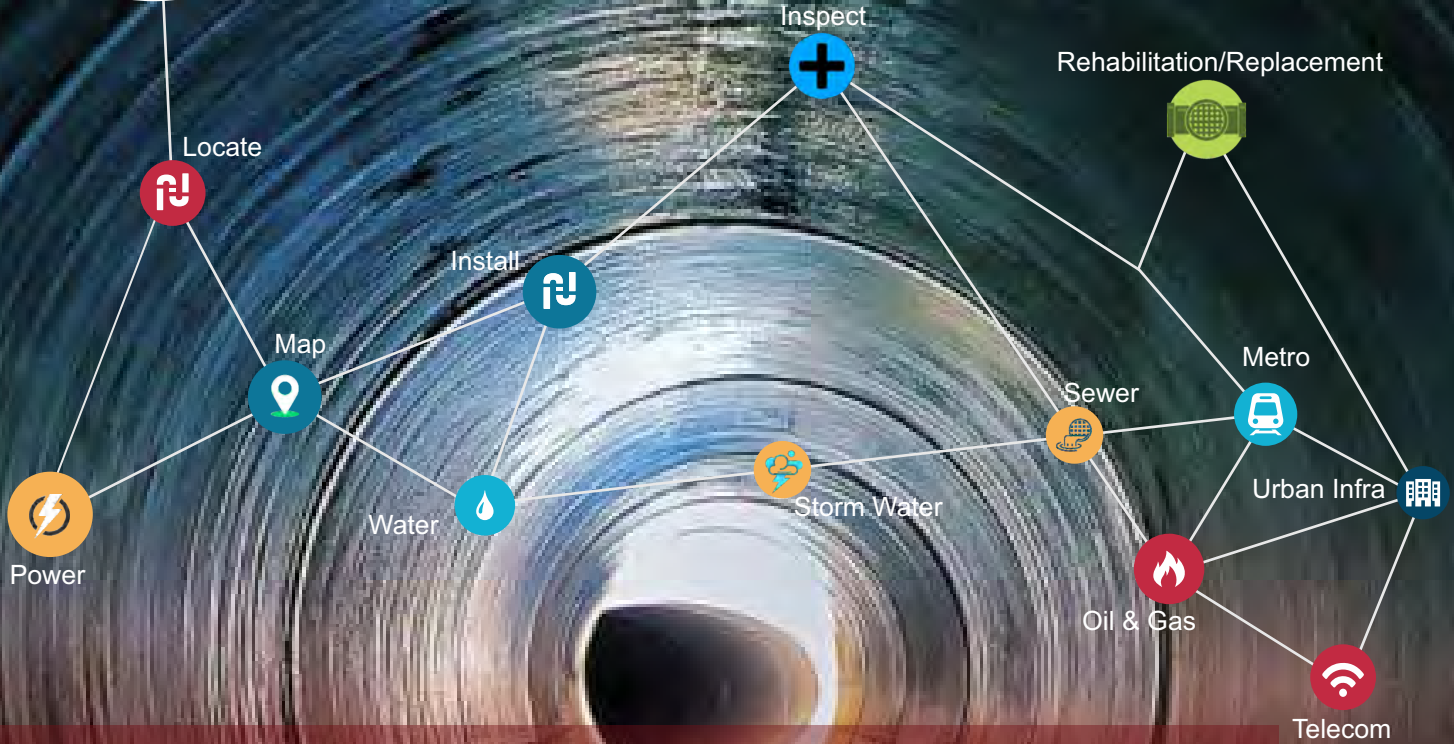 Inspect
Rehabilitation/Replacement
Locate
Install
Map
Metro
Sewer
Urban Infra
Storm Water
Water
Power
Oil & Gas
Telecom